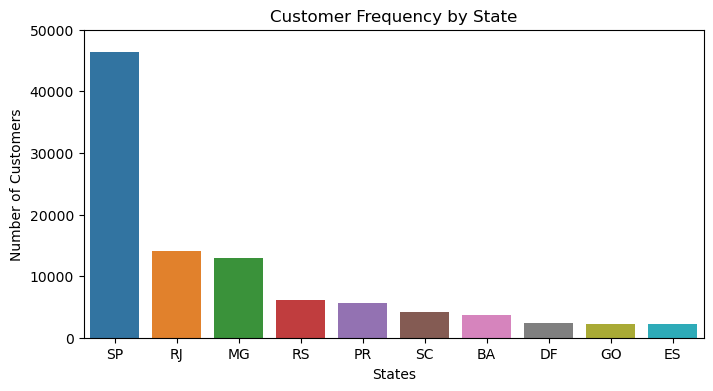 Customer Frequency by State
50000
40000
30000
20000
10000
0
Number of Customers
SP RJ MG RS PR SC BA DF GO ES
States